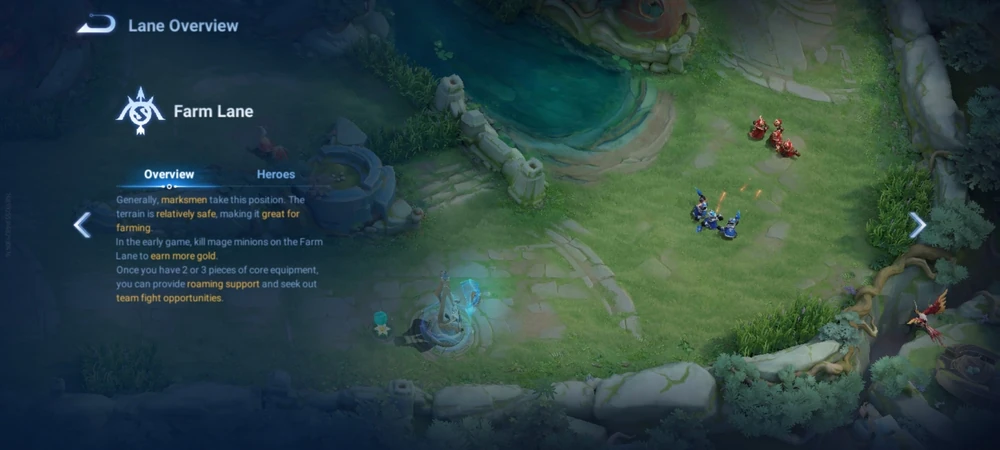 Lane Overview
Farm Lane
Overview
Heroes
Generally, marksmen take this position. The
terrain is relatively safe, making it great for
farming.
In the early game, kill mage minions on the Farm
Lane to earn more gold.
Once you have 2 or 3 pieces of core equipment,
you can provide roaming support and seek out
team fight opportunities.